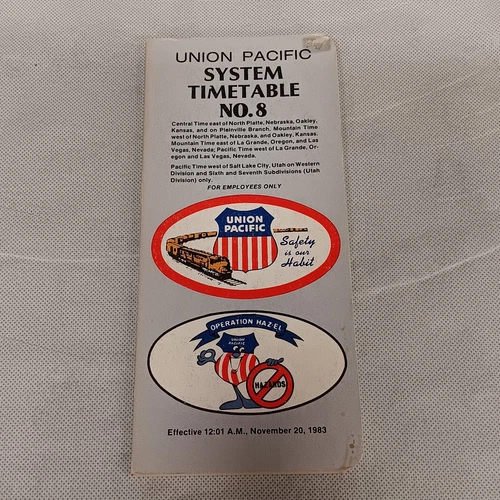 UNION PACIFIC
SYSTEM
TIMETABLE
NO. 8
Central Time east of North Platte, Nebraska, Oakley,
Kansas, and on Plainville Branch. Mountain Time
west of North Platte, Nebraska, and Oakley, Kansas.
Mountain Time east of La Grande, Oregon, and Las
Vegas, Nevada; Pacific Time west of La Grande, Or-
egon and Las Vegas, Nevada.
Pacific Time west of Salt Lake City, Utah on Western
Division and Sixth and Seventh Subdivisions (Utah
Division) only.
FOR EMPLOYEES ONLY
UNION
PACIFIC
Safety
is our
Habit
OPERATION HAZEL
UNION
PACIFIC
HAZARDS
Effective 12:01 A.M., November 20, 1983